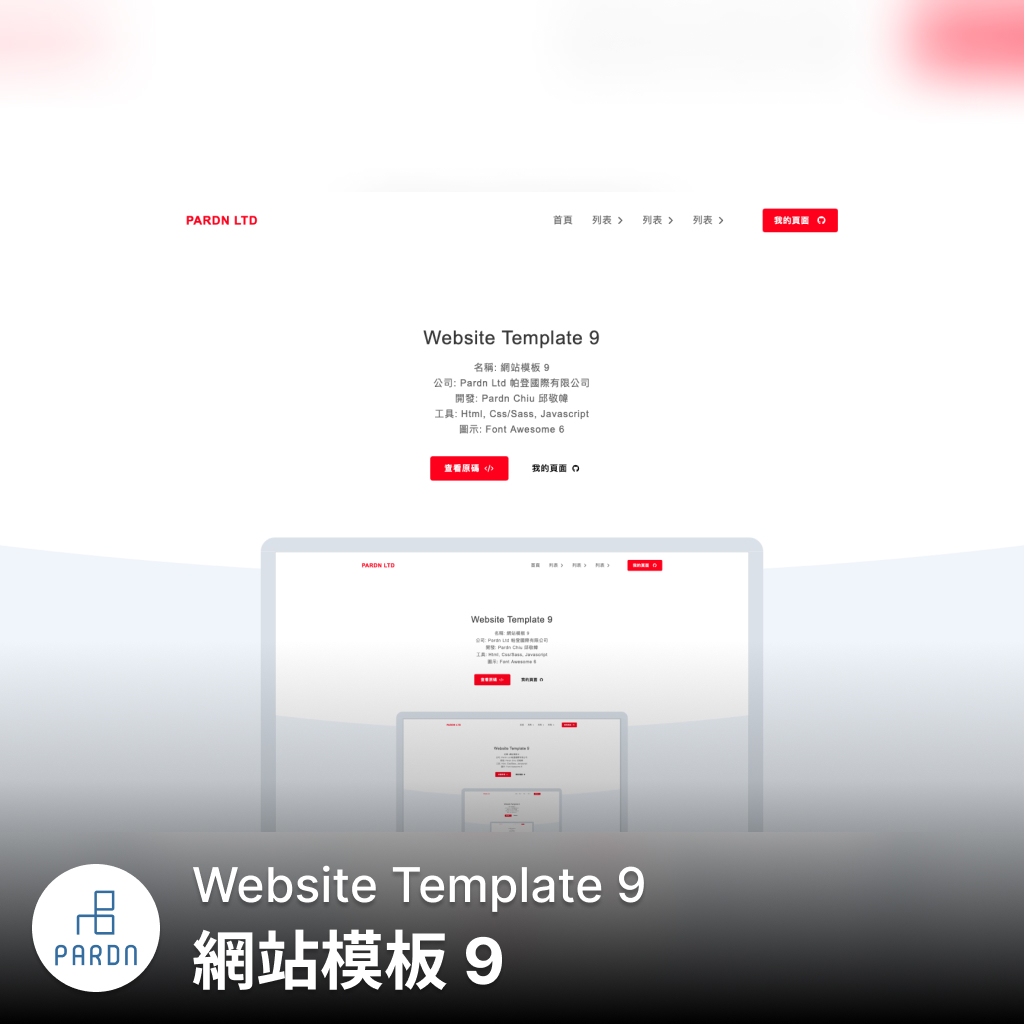 PARDN LTD
首頁 列表 列表 列表 我的頁面
Website Template 9
名稱: 網站模板 9
公司: Pardn Ltd 帕登國際有限公司
開發: Pardn Chiu 邱敬幃
工具: Html, Css/Sass, Javascript
圖示: Font Awesome 6
查看原碼 我的頁面
PARDN LTD
首頁 列表 列表 列表 我的頁面
Website Template 9
名稱: 網站模板 9
公司: Pardn Ltd 帕登國際有限公司
開發: Pardn Chiu 邱敬幃
工具: Html, Css/Sass, Javascript
圖示: Font Awesome 6
查看原碼 我的頁面
PARDN LTD
Website Template 9
PARDN
Website Template 9
網站模板 9